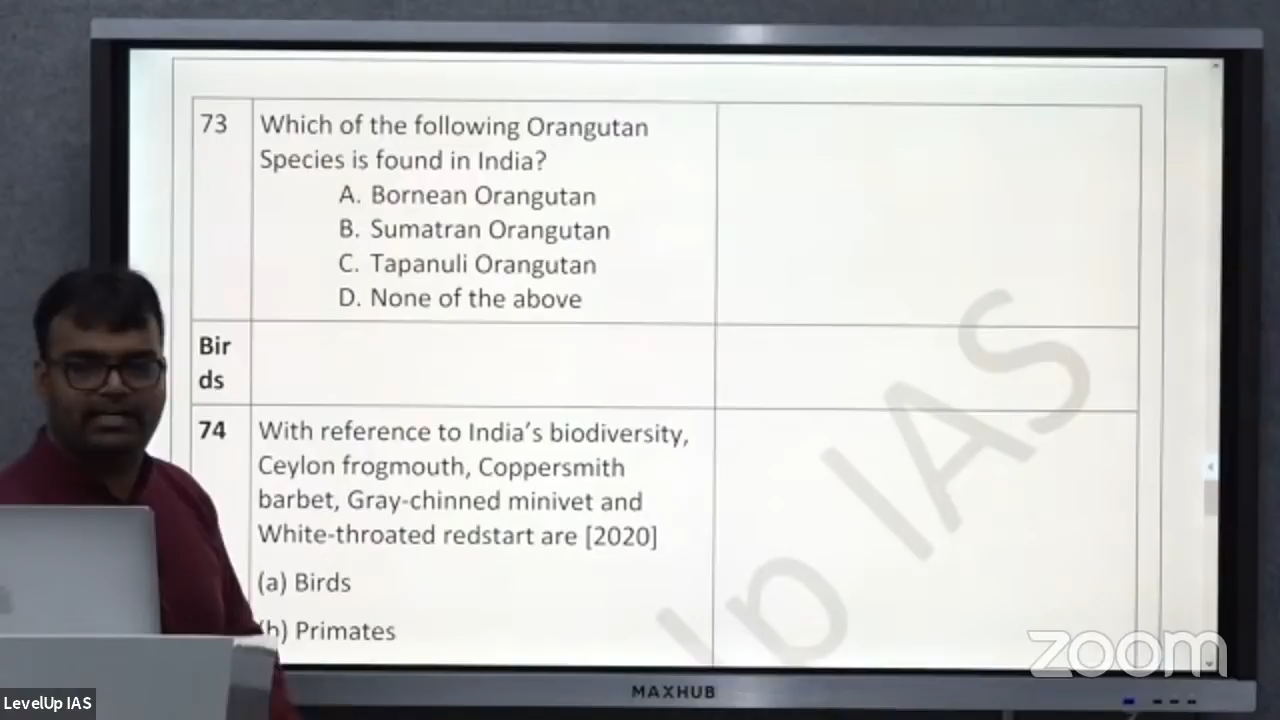 73
Which of the following Orangutan
Species is found in India?
A. Bornean Orangutan
B. Sumatran Orangutan
C. Tapanuli Orangutan
D. None of the above
Bir
ds
74
With reference to India's biodiversity,
Ceylon frogmouth, Coppersmith
barbet, Gray-chinned minivet and
White-throated redstart are [2020]
(a) Birds
(b) Primates
Up IAS
zoom
MAXHUB
LevelUp IAS